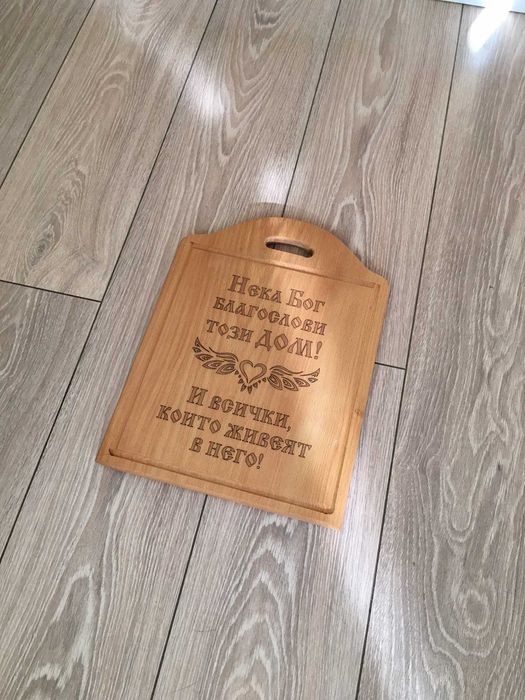 Нека Бог
благослови
този ДОМ!
И всички,
които живеят
в него!